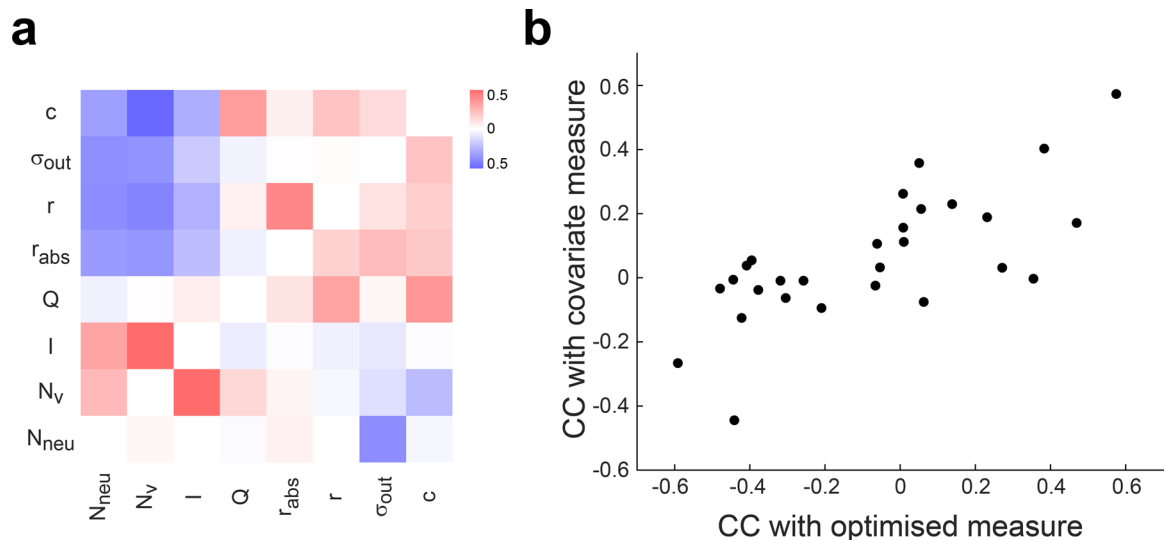 a
b
c
σout
r
rabs
Q
I
Nv
Nneu
Nneu
Nv
I
Q
rabs
r
σout
c
0.5
0
0.5
CC with covariate measure
0.6
0.4
0.2
0
-0.2
-0.4
-0.6
-0.6
-0.4
-0.2
0
0.2
0.4
0.6
CC with optimised measure